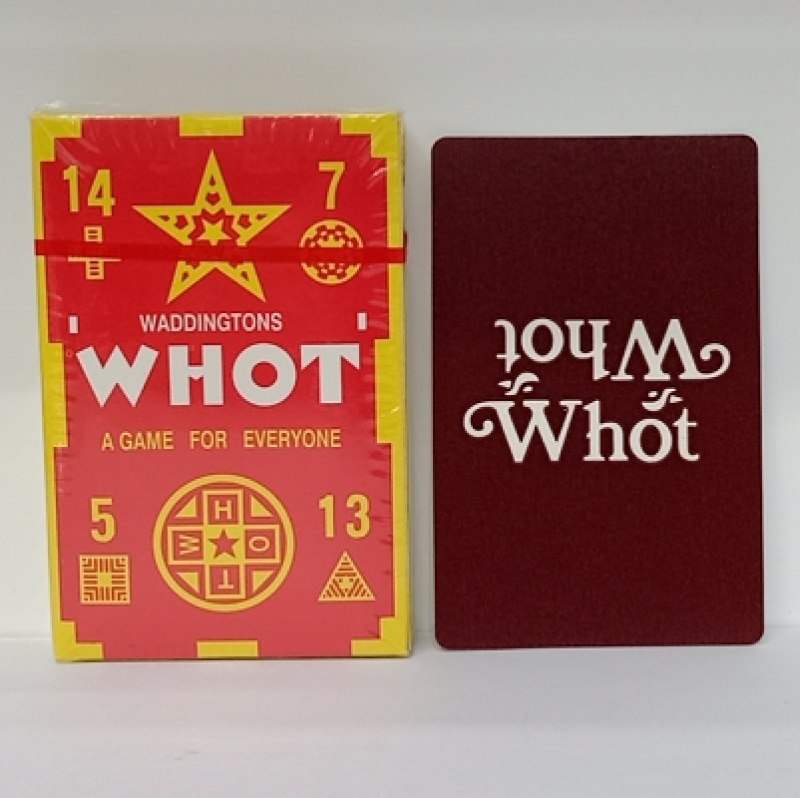 14 7
WADDINGTONS
WHOT
A GAME FOR EVERYONE
5 13
H
W O
T
Whot
Whot